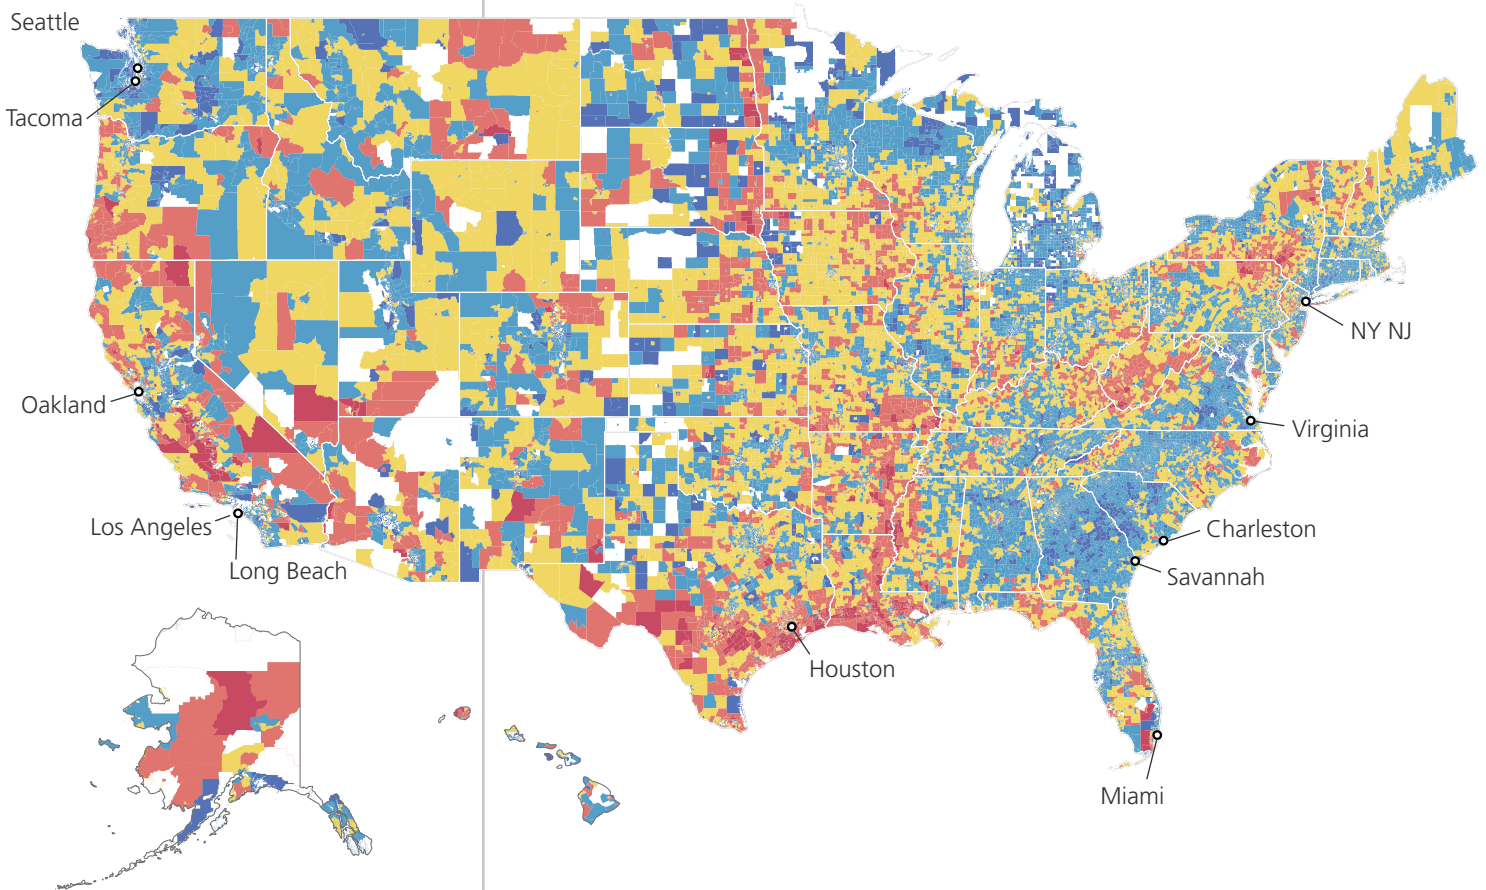 Seattle
Tacoma
NY NJ
Oakland
Virginia
Los Angeles
Charleston
Long Beach
Savannah
Houston
Miami